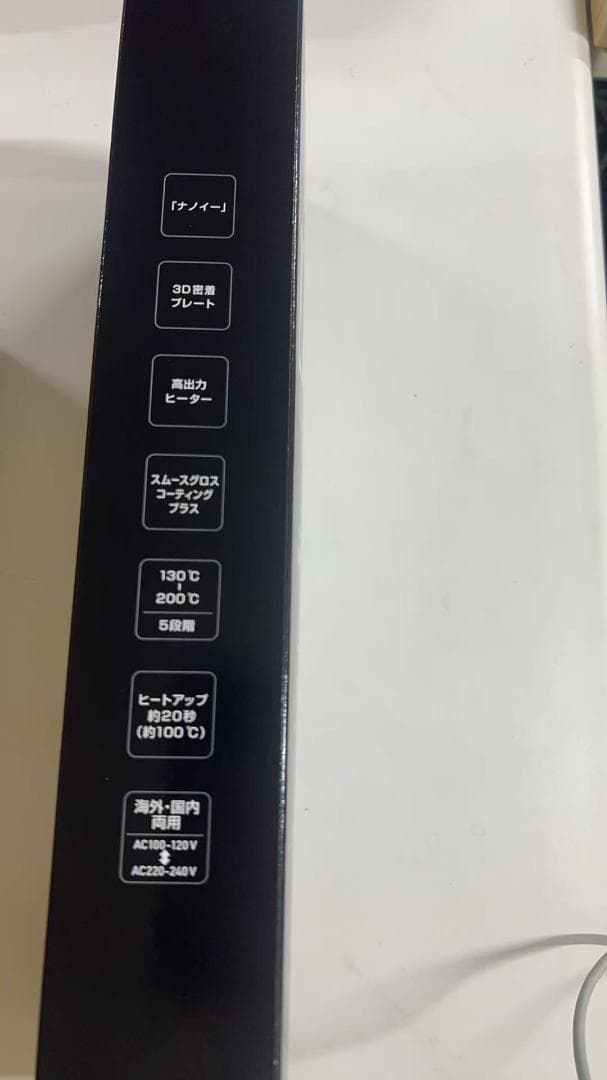 「ナノイー」
3D密着
プレート
高出力
ヒーター
スムースグロス
コーティング
プラス
130℃
200℃
5段階
ヒートアップ
約20秒
(約100℃)
海外・国内
両用
AC100-120V
AC220-240V